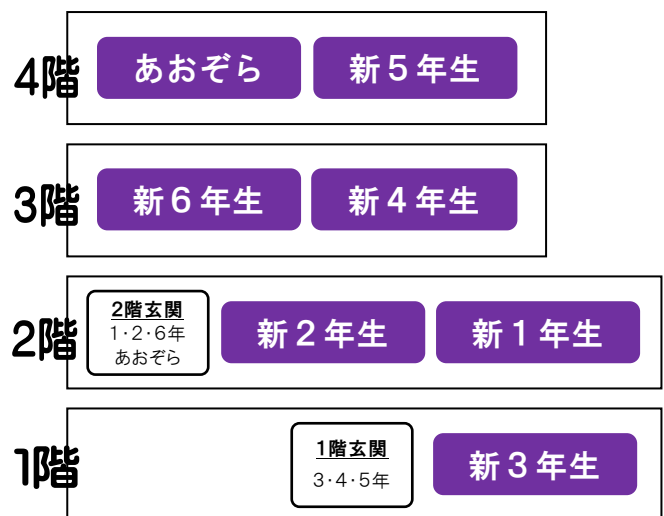 4階
あおぞら
新5年生
3階
新6年生
新4年生
2階
2階玄関
1・2・6年
あおぞら
新2年生
新1年生
1階
1階玄関
3・4・5年
新3年生